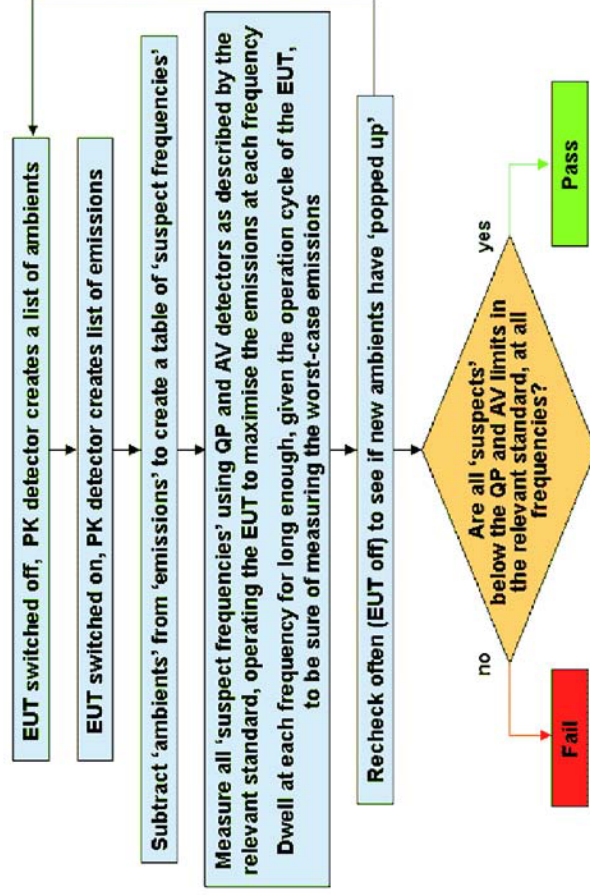 EUT switched off, PK detector creates a list of ambients
EUT switched on, PK detector creates list of emissions
Subtract ‘ambients’ from ‘emissions’ to create a table of ‘suspect frequencies’
Measure all ‘suspect frequencies’ using QP and AV detectors as described by the
relevant standard, operating the EUT to maximise the emissions at each frequency
Dwell at each frequency for long enough, given the operation cycle of the EUT,
to be sure of measuring the worst-case emissions
Recheck often (EUT off) to see if new ambients have ‘popped up’
Are all ‘suspects’
below the QP and AV limits in
the relevant standard, at all
frequencies?
no
yes
Fail
Pass